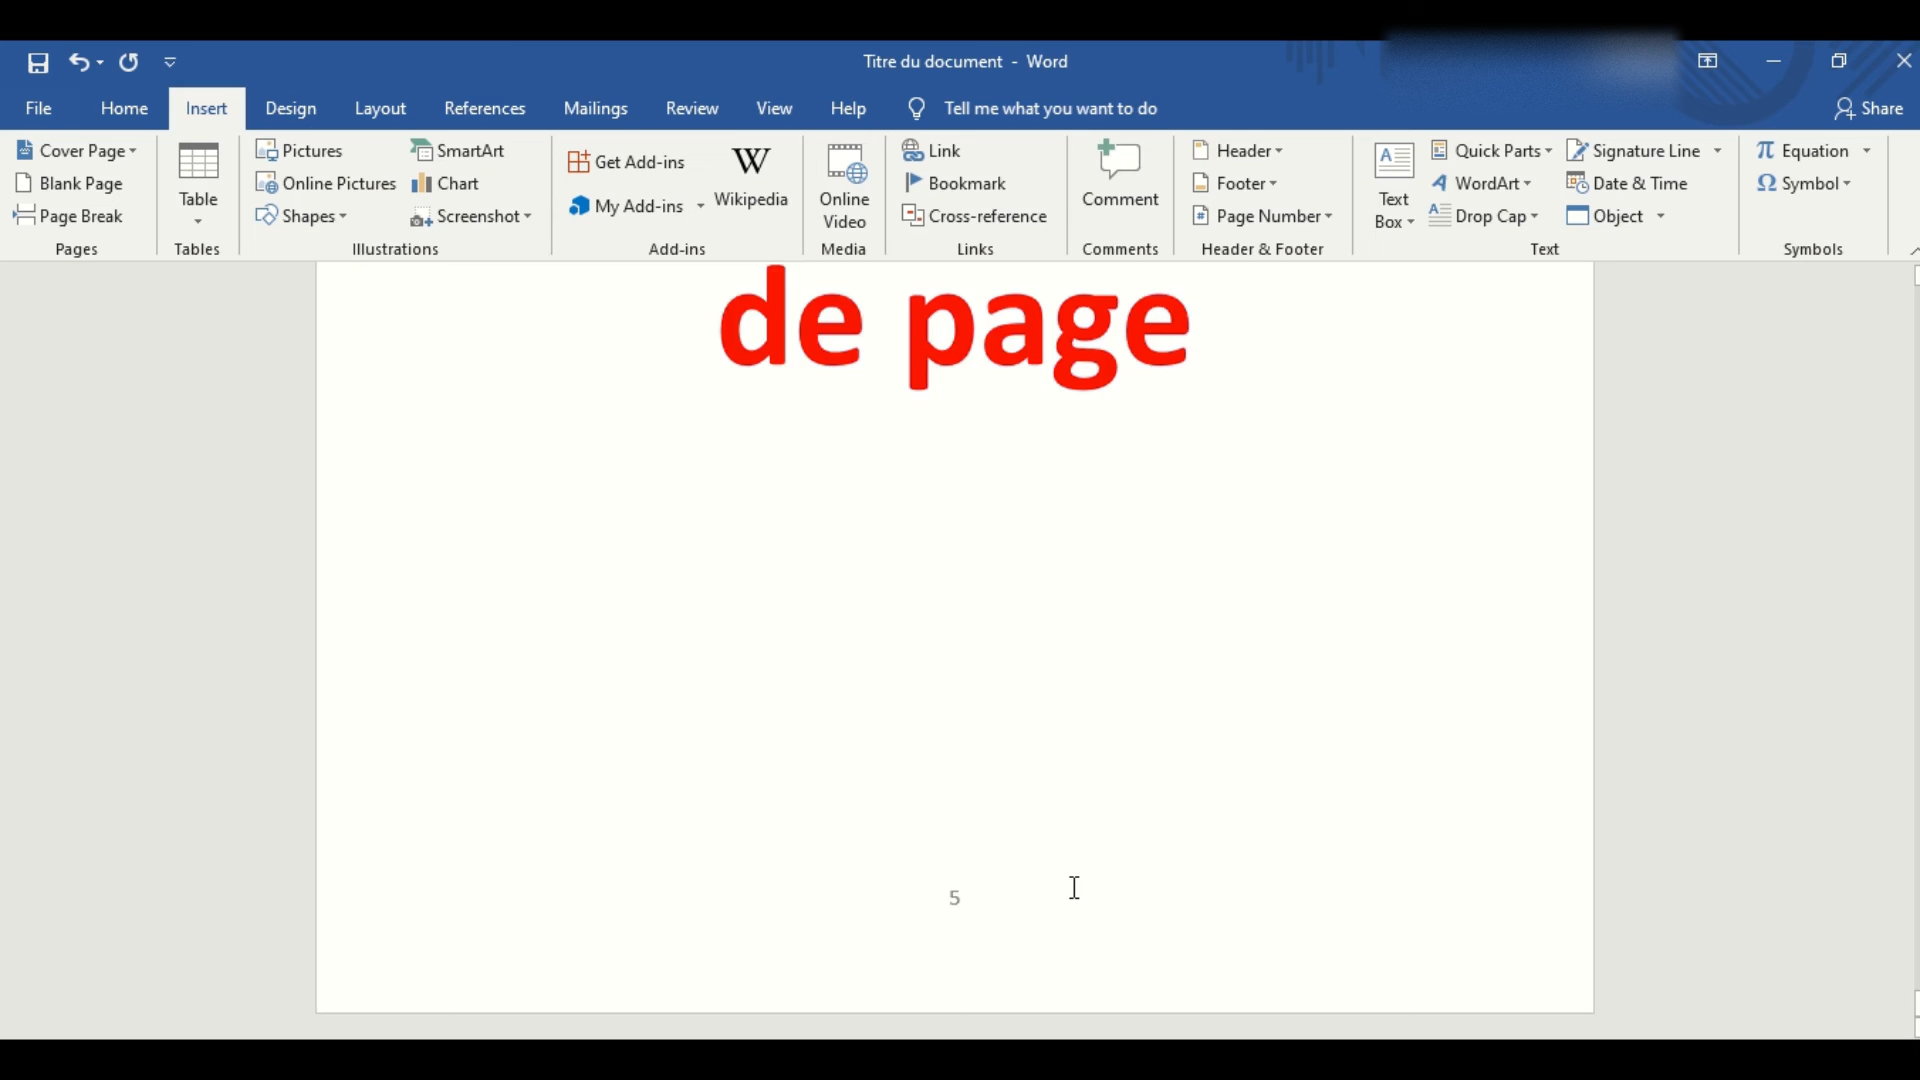 Titre du document - Word
File Home Insert Design Layout References Mailings Review View Help Tell me what you want to do Share
Cover Page
Blank Page
Page Break
Pages
Table
Tables
Pictures
Online Pictures
Shapes
SmartArt
Chart
Screenshot
Illustrations
Get Add-ins
My Add-ins
W
Wikipedia
Add-ins
Online
Video
Media
Link
Bookmark
Cross-reference
Links
Comment
Comments
Header
Footer
Page Number
Header & Footer
Text
Box
Quick Parts
WordArt
Drop Cap
Signature Line
Date & Time
Object
Text
Equation
Symbol
Symbols
de page
5